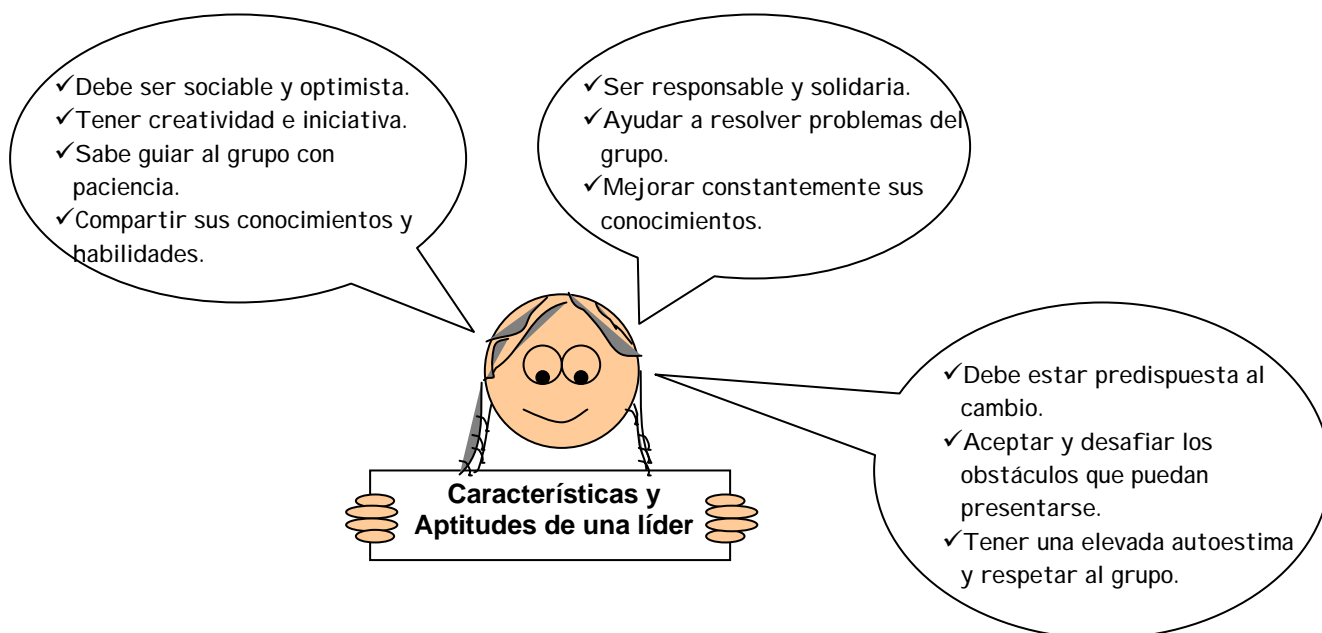 ✓Debe ser sociable y optimista.
✓Tener creatividad e iniciativa.
✓Sabe guiar al grupo con
paciencia.
✓Compartir sus conocimientos y
habilidades.
✓Ser responsable y solidaria.
✓Ayudar a resolver problemas del
grupo.
✓Mejorar constantemente sus
conocimientos.
✓Debe estar predispuesta al
cambio.
✓Aceptar y desafiar los
obstáculos que puedan
presentarse.
✓Tener una elevada autoestima
y respetar al grupo.
Características y
Aptitudes de una líder